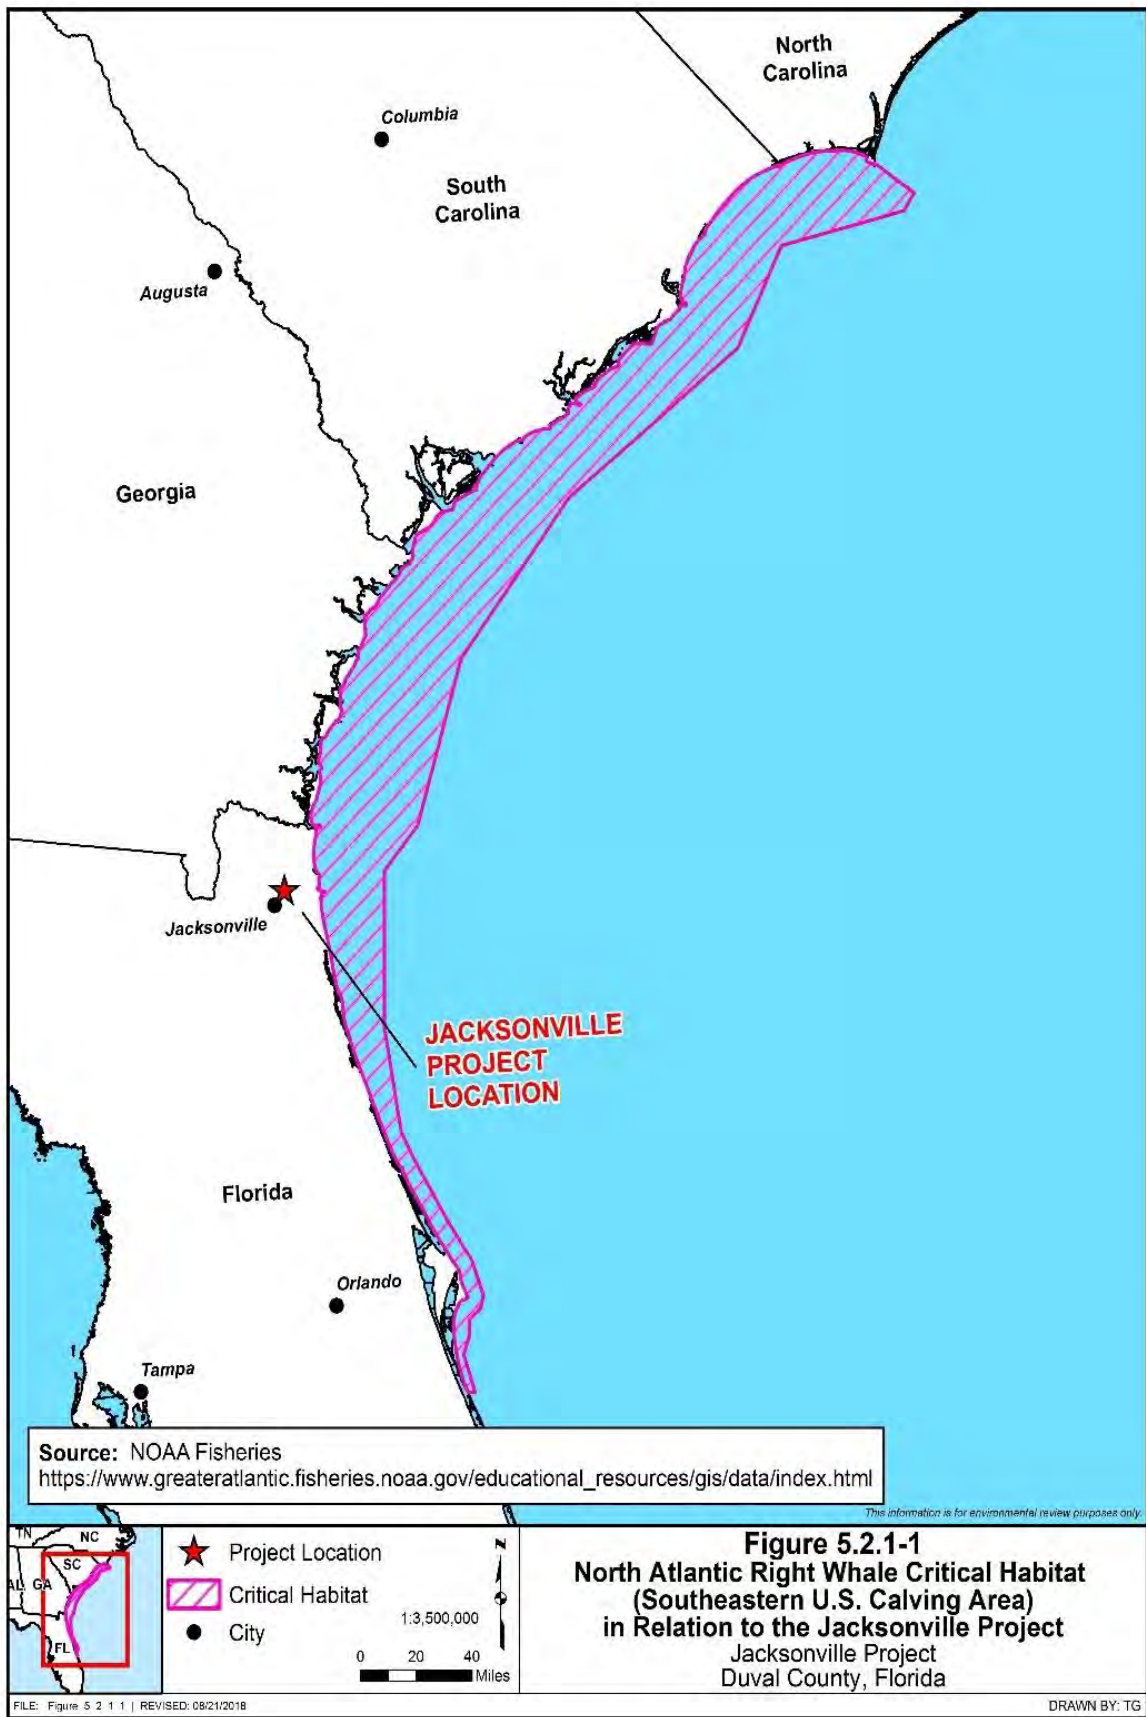 North
Carolina
Columbia
South
Carolina
Augusta
Georgia
Jacksonville
JACKSONVILLE
PROJECT
LOCATION
Florida
Orlando
Tampa
Source: NOAA Fisheries
https://www.greateratlantic.fisheries.noaa.gov/educational_resources/gis/data/index.html
This information is for environmental review purposes only.
TN
NC
SC
AL
GA
FL
Project Location
Critical Habitat
City
N
1:3,500,000
0 20 40
Miles
Figure 5.2.1-1
North Atlantic Right Whale Critical Habitat
(Southeastern U.S. Calving Area)
in Relation to the Jacksonville Project
Jacksonville Project
Duval County, Florida
FILE: Figure 5 2 1 1 | REVISED: 08/21/2018
DRAWN BY: TG